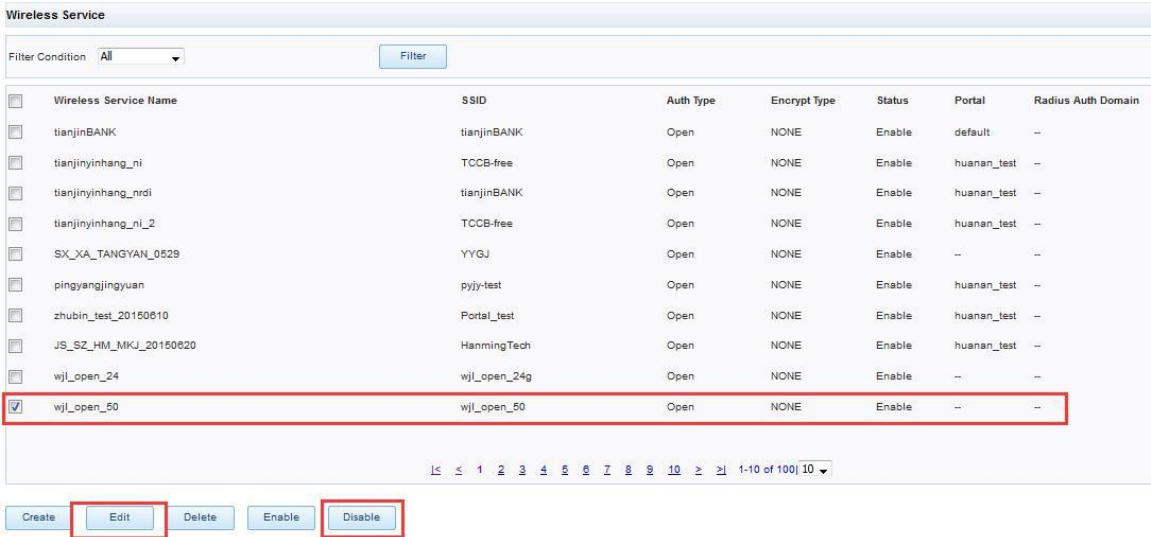 Wireless Service
Filter Condition All Filter
Wireless Service Name SSID Auth Type Encrypt Type Status Portal Radius Auth Domain
tianjinBANK tianjinBANK Open NONE Enable default --
tianjinyinhang_ni TCCB-free Open NONE Enable huanan_test --
tianjinyinhang_nrdi tianjinBANK Open NONE Enable huanan_test --
tianjinyinhang_ni_2 TCCB-free Open NONE Enable huanan_test --
SX_XA_TANGYAN_0529 YYGJ Open NONE Enable -- --
pingyangjingyuan pyjy-test Open NONE Enable huanan_test --
zhubin_test_20150610 Portal_test Open NONE Enable huanan_test --
JS_SZ_HM_MKJ_20150620 HanmingTech Open NONE Enable huanan_test --
wjl_open_24 wjl_open_24g Open NONE Enable -- --
wjl_open_50 wjl_open_50 Open NONE Enable -- --
|< < 1 2 3 4 5 6 7 8 9 10 > >| 1-10 of 100| 10
Create Edit Delete Enable Disable